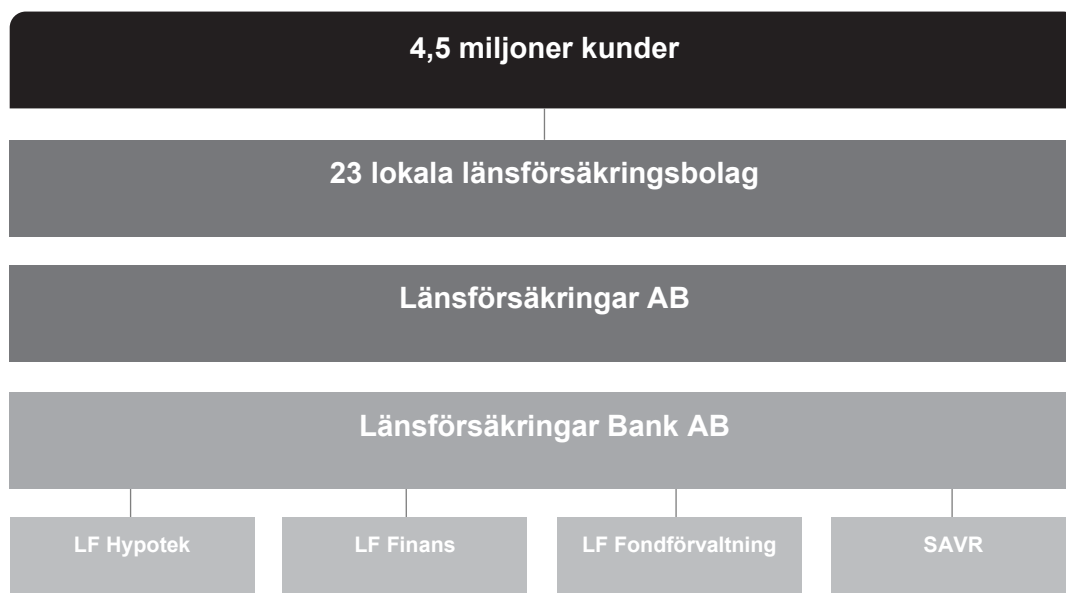 4,5 miljoner kunder
23 lokala länsförsäkringsbolag
Länsförsäkringar AB
Länsförsäkringar Bank AB
LF Hypotek
LF Finans
LF Fondförvaltning
SAVR